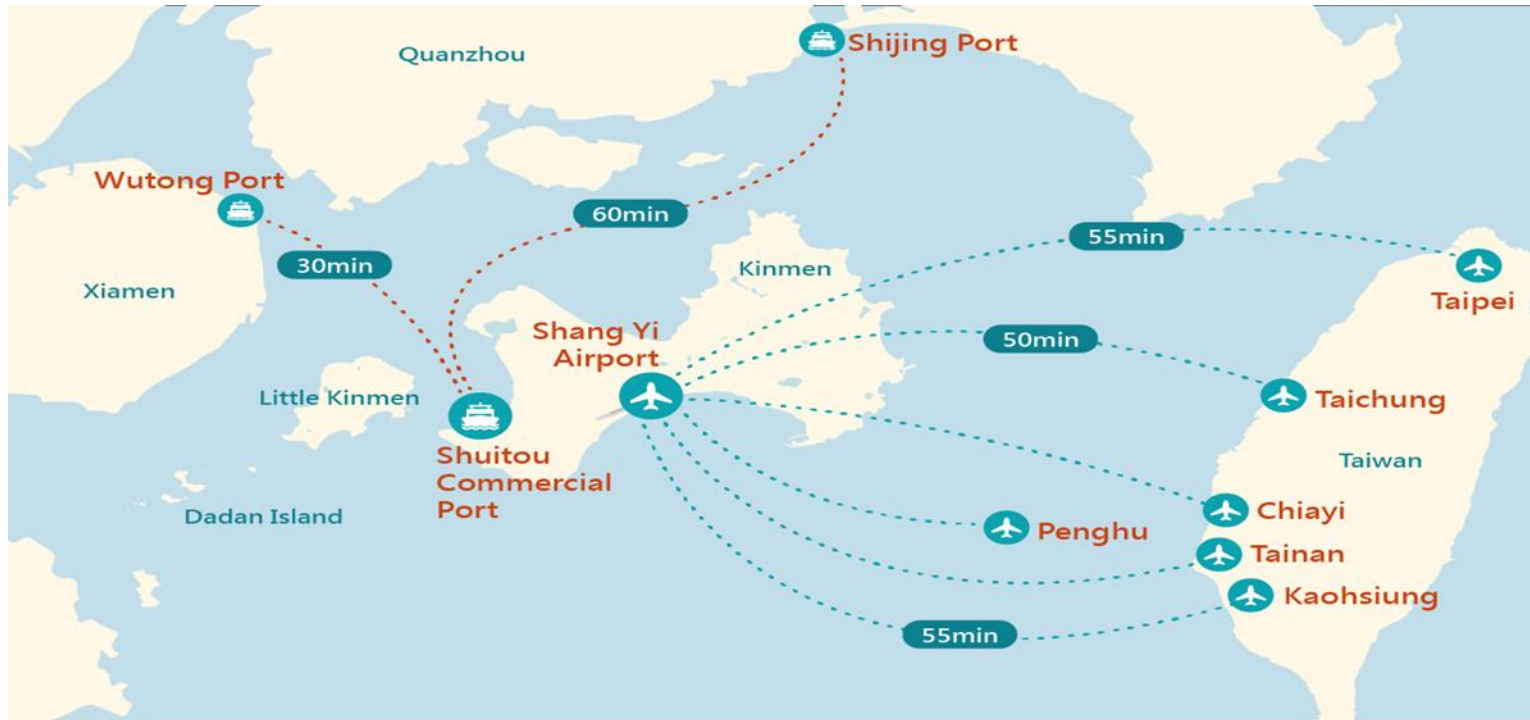 Quanzhou
Shijing Port
Wutong Port
60min
55min
30min
Kinmen
Xiamen
Taipei
Shang Yi
Airport
50min
Little Kinmen
Taichung
Shuitou
Commercial
Port
Taiwan
Dadan Island
Chiayi
Penghu
Tainan
Kaohsiung
55min